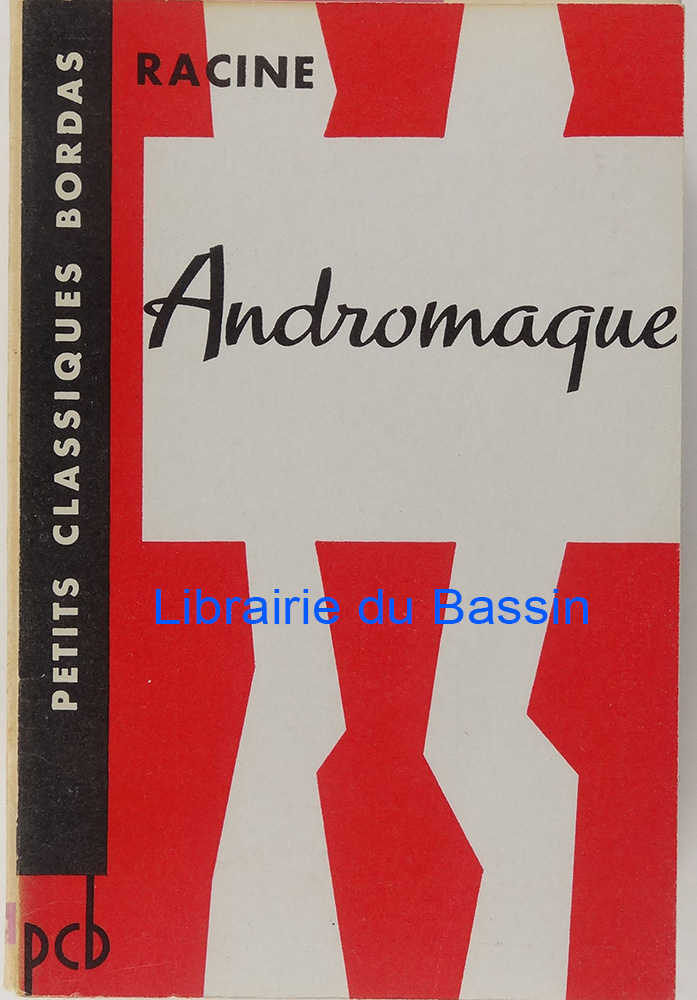 RACINE
Andromaque
PETITS CLASSIQUES BORDAS
Librairie du Bassin
pcb